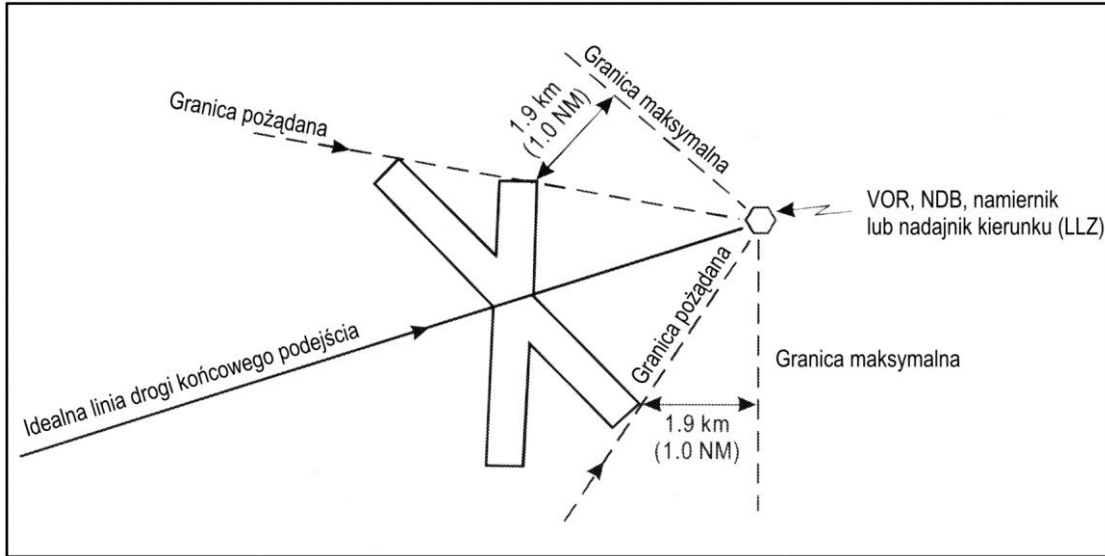 Granica pożądana
1.9 km
(1.0 NM)
Granica maksymalna
VOR, NDB, namiernik
lub nadajnik kierunku (LLZ)
Granica pożądana
Granica maksymalna
Idealna linia drogi końcowego podejścia
1.9 km
(1.0 NM)